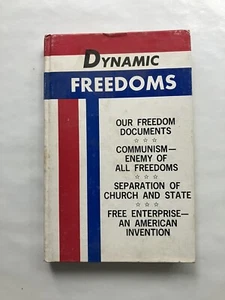 DYNAMIC
FREEDOMS
OUR FREEDOM
DOCUMENTS
☆ ☆ ☆
COMMUNISM—
ENEMY OF
ALL FREEDOMS
☆ ☆ ☆
SEPARATION OF
CHURCH AND STATE
☆ ☆ ☆
FREE ENTERPRISE—
AN AMERICAN
INVENTION